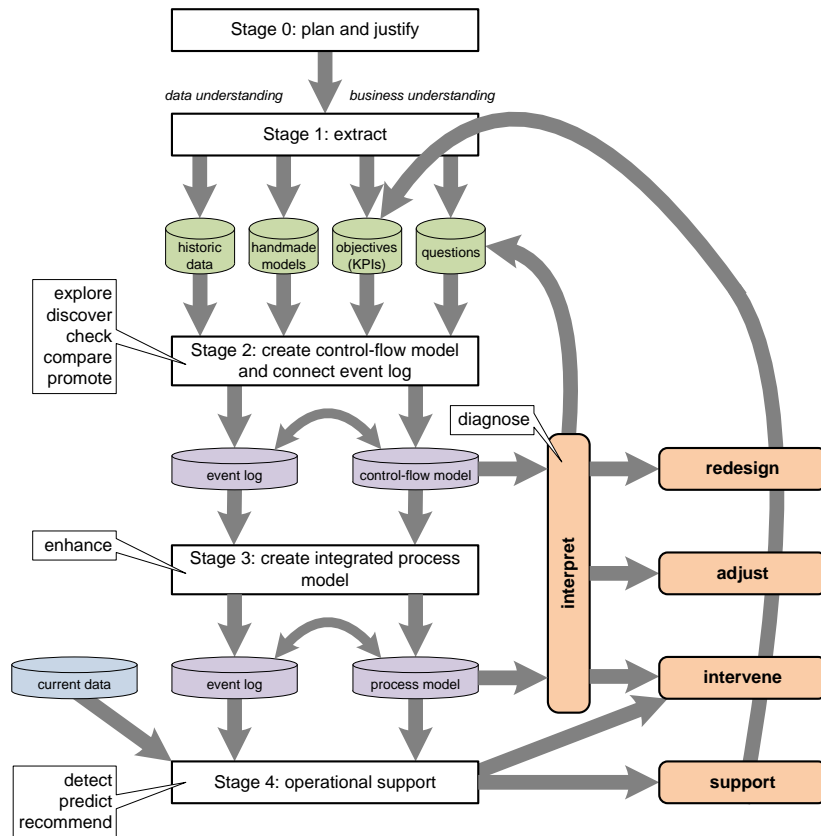 Stage 0: plan and justify
data understanding
business understanding
Stage 1: extract
historic
data
handmade
models
objectives
(KPIs)
questions
explore
discover
check
compare
promote
Stage 2: create control-flow model
and connect event log
diagnose
event log
control-flow model
redesign
enhance
Stage 3: create integrated process
model
interpret
adjust
current data
event log
process model
intervene
detect
predict
recommend
Stage 4: operational support
support